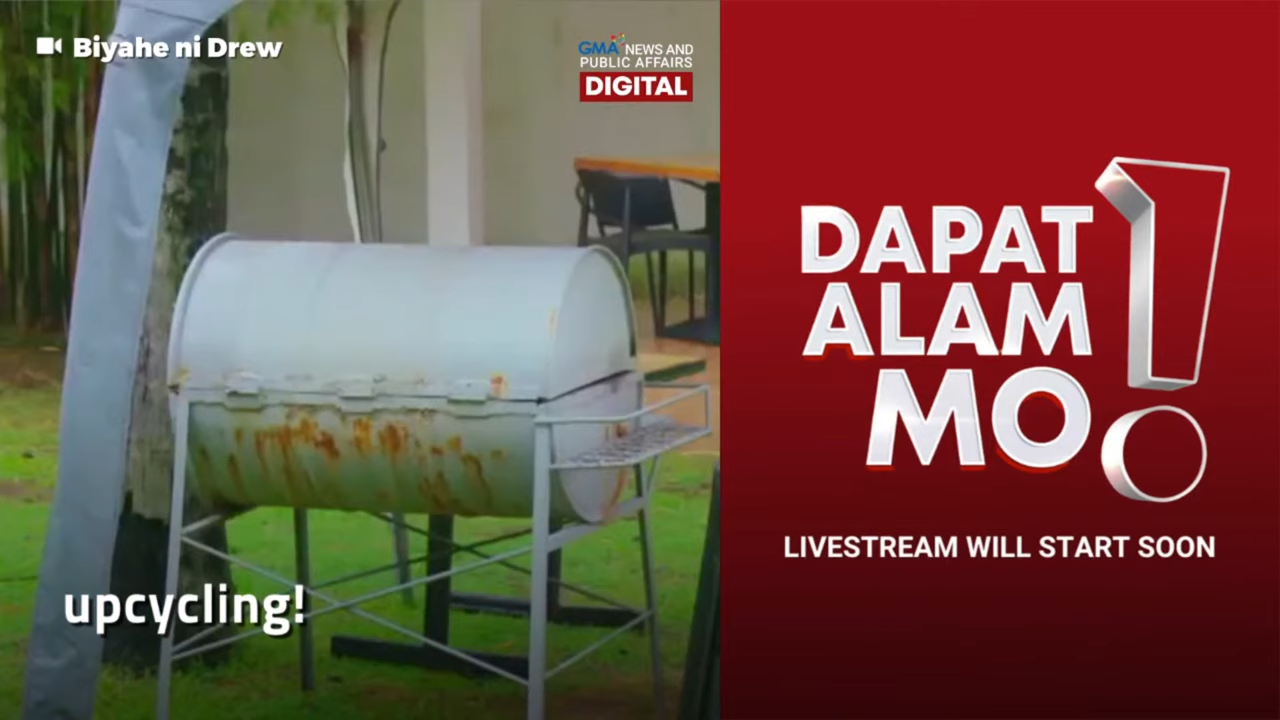 Biyahe ni Drew
GMA NEWS AND
PUBLIC AFFAIRS
DIGITAL
upcycling!
DAPAT
ALAM
MO!
LIVESTREAM WILL START SOON